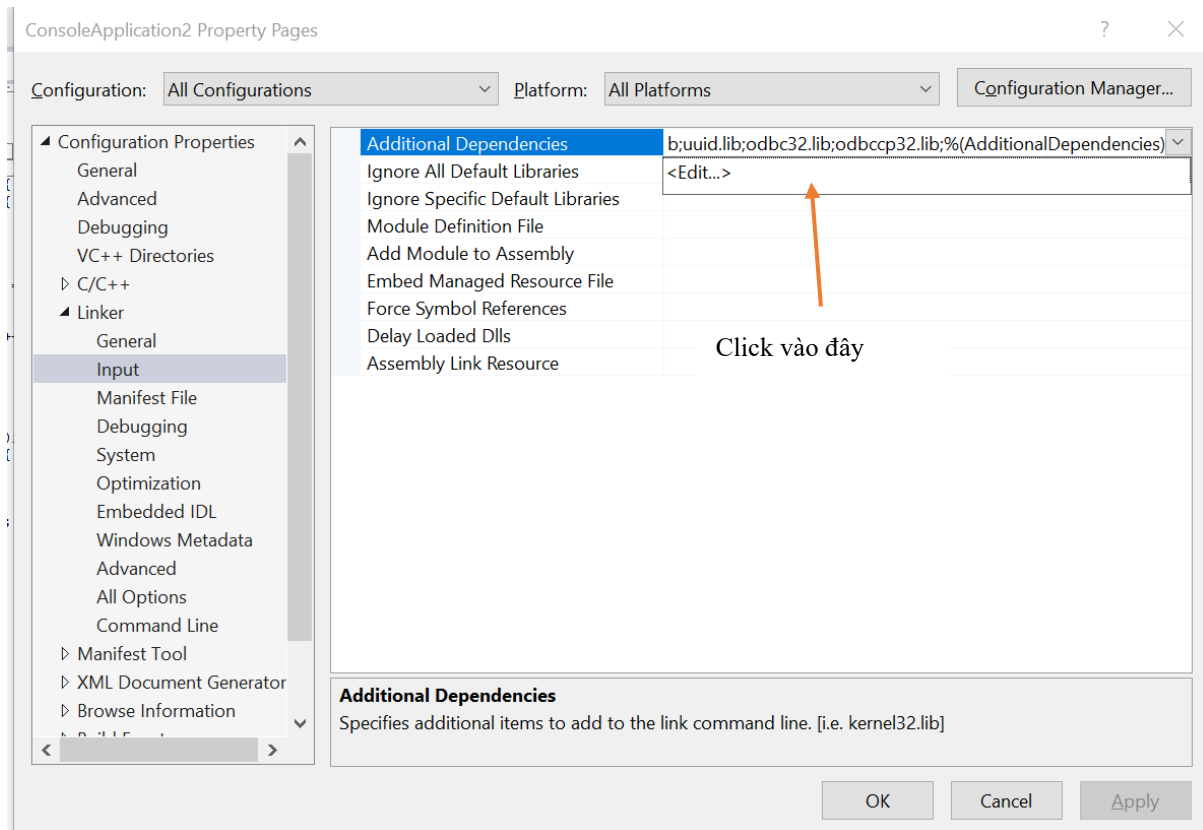 ConsoleApplication2 Property Pages
Configuration: All Configurations Platform: All Platforms Configuration Manager...
Configuration Properties
General
Advanced
Debugging
VC++ Directories
C/C++
Linker
General
Input
Manifest File
Debugging
System
Optimization
Embedded IDL
Windows Metadata
Advanced
All Options
Command Line
Manifest Tool
XML Document Generator
Browse Information
Additional Dependencies b;uuid.lib;odbc32.lib;odbccp32.lib;%(AdditionalDependencies)
Ignore All Default Libraries <Edit...>
Ignore Specific Default Libraries
Module Definition File
Add Module to Assembly
Embed Managed Resource File
Force Symbol References
Delay Loaded Dlls
Assembly Link Resource
Click vào đây
Additional Dependencies
Specifies additional items to add to the link command line. [i.e. kernel32.lib]
OK Cancel Apply